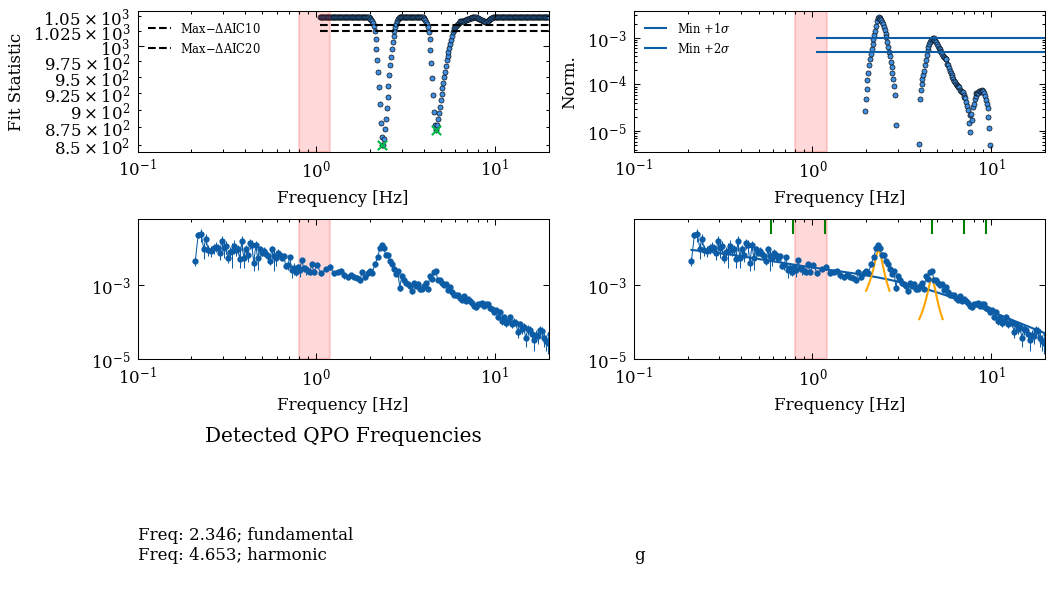 1.05 × 10³
1.025 × 10³
10³
9.75 × 10²
9.5 × 10²
9.25 × 10²
9 × 10²
8.75 × 10²
8.5 × 10²
Fit Statistic
Max−ΔAIC10
Max−ΔAIC20
10⁻¹ 10⁰ 10¹
Frequency [Hz]
10⁻³
10⁻⁴
10⁻⁵
Norm.
Min +1σ
Min +2σ
10⁻¹ 10⁰ 10¹
Frequency [Hz]
10⁻³
10⁻⁵
10⁻¹ 10⁰ 10¹
Frequency [Hz]
10⁻³
10⁻⁵
10⁻¹ 10⁰ 10¹
Frequency [Hz]
Detected QPO Frequencies
Freq: 2.346; fundamental
Freq: 4.653; harmonic
g